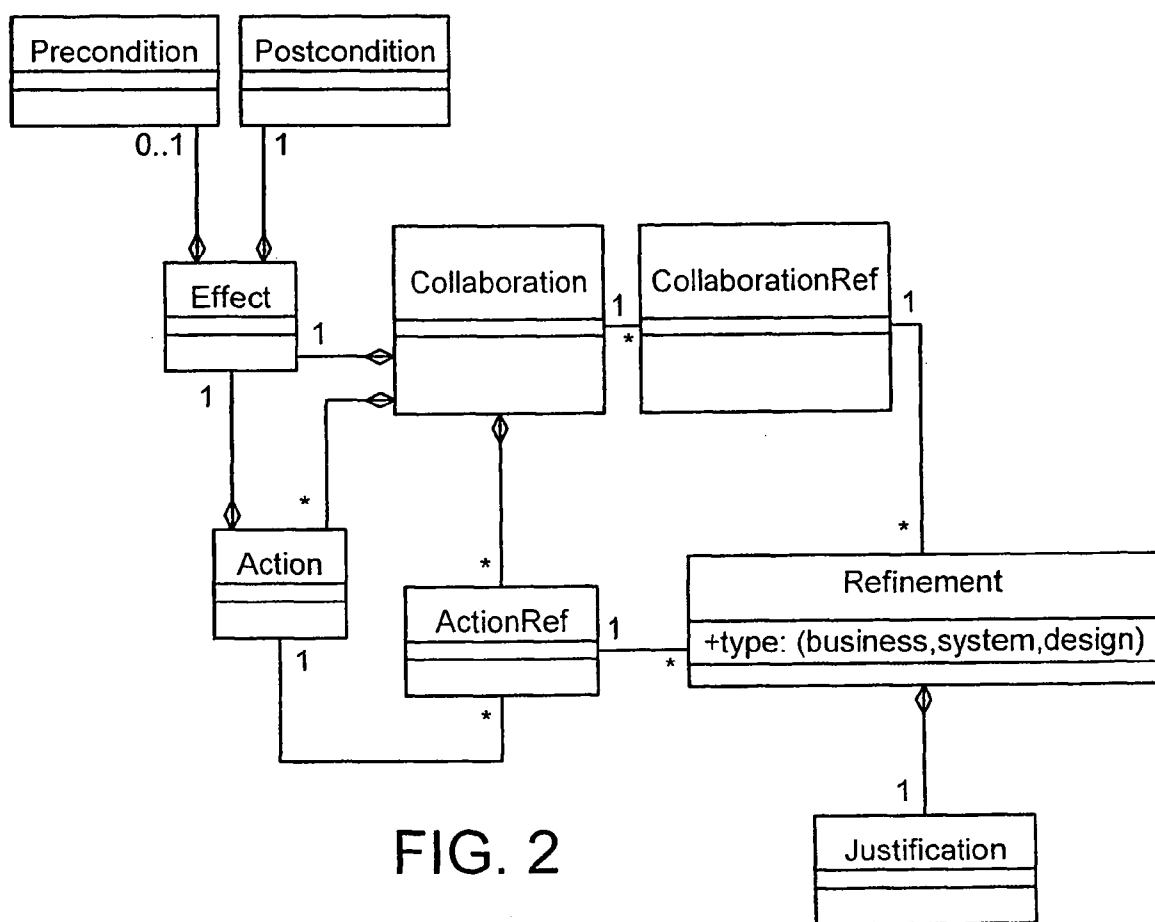 Precondition
Postcondition
0..1
1
Effect
Collaboration
CollaborationRef
1
1
*
1
1
*
*
*
Action
ActionRef
Refinement
+type: (business,system,design)
1
*
1
*
1
Justification
FIG. 2